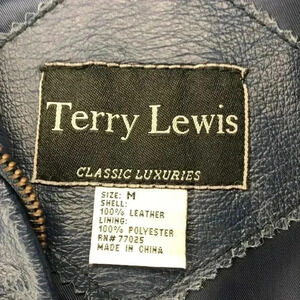 Terry Lewis
CLASSIC LUXURIES
SIZE: M
SHELL:
100% LEATHER
LINING:
100% POLYESTER
RN# 77025
MADE IN CHINA